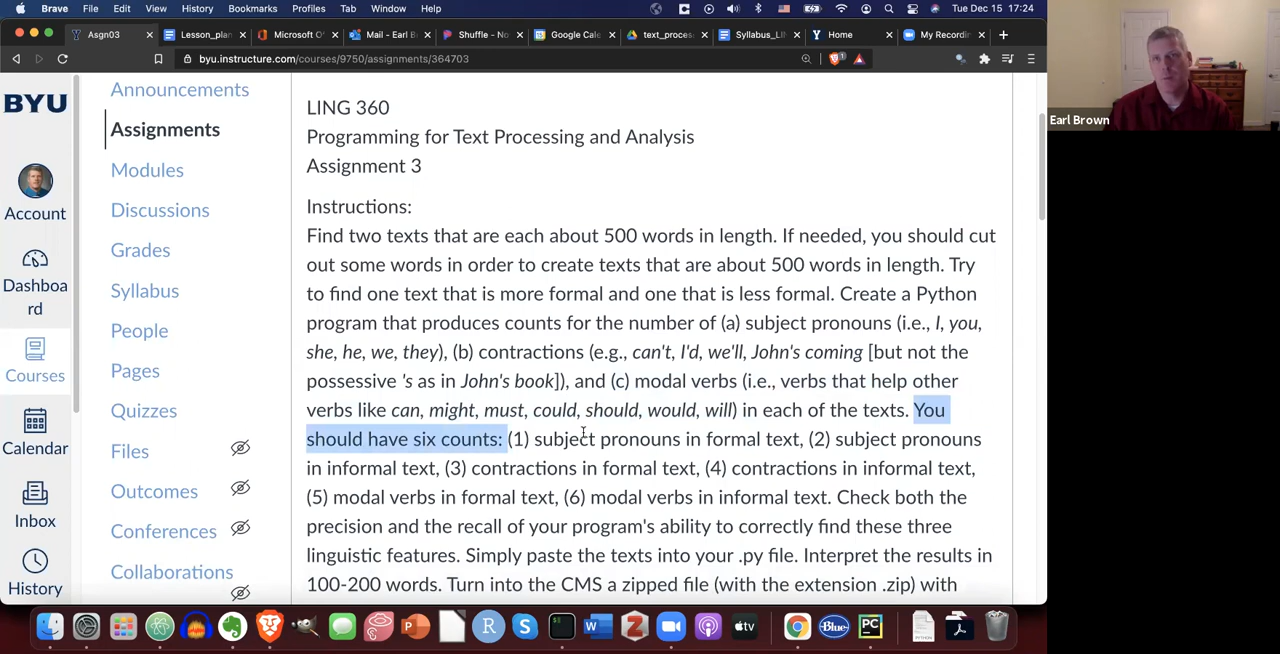 Brave File Edit View History Bookmarks Profiles Tab Window Help Tue Dec 15 17:24
Asgn03 Lesson_plan Microsoft O Mail - Earl B Shuffle - No Google Cale text_proces Syllabus_LI Home My Recordin
byu.instructure.com/courses/9750/assignments/364703
BYU
Account
Dashboa
rd
Courses
Calendar
Inbox
History
Announcements
Assignments
Modules
Discussions
Grades
Syllabus
People
Pages
Quizzes
Files
Outcomes
Conferences
Collaborations
LING 360
Programming for Text Processing and Analysis
Assignment 3
Instructions:
Find two texts that are each about 500 words in length. If needed, you should cut
out some words in order to create texts that are about 500 words in length. Try
to find one text that is more formal and one that is less formal. Create a Python
program that produces counts for the number of (a) subject pronouns (i.e., I, you,
she, he, we, they), (b) contractions (e.g., can't, I'd, we'll, John's coming [but not the
possessive 's as in John's book]), and (c) modal verbs (i.e., verbs that help other
verbs like can, might, must, could, should, would, will) in each of the texts. You
should have six counts: (1) subject pronouns in formal text, (2) subject pronouns
in informal text, (3) contractions in formal text, (4) contractions in informal text,
(5) modal verbs in formal text, (6) modal verbs in informal text. Check both the
precision and the recall of your program's ability to correctly find these three
linguistic features. Simply paste the texts into your .py file. Interpret the results in
100-200 words. Turn into the CMS a zipped file (with the extension .zip) with
Earl Brown
tv
Blue
PC